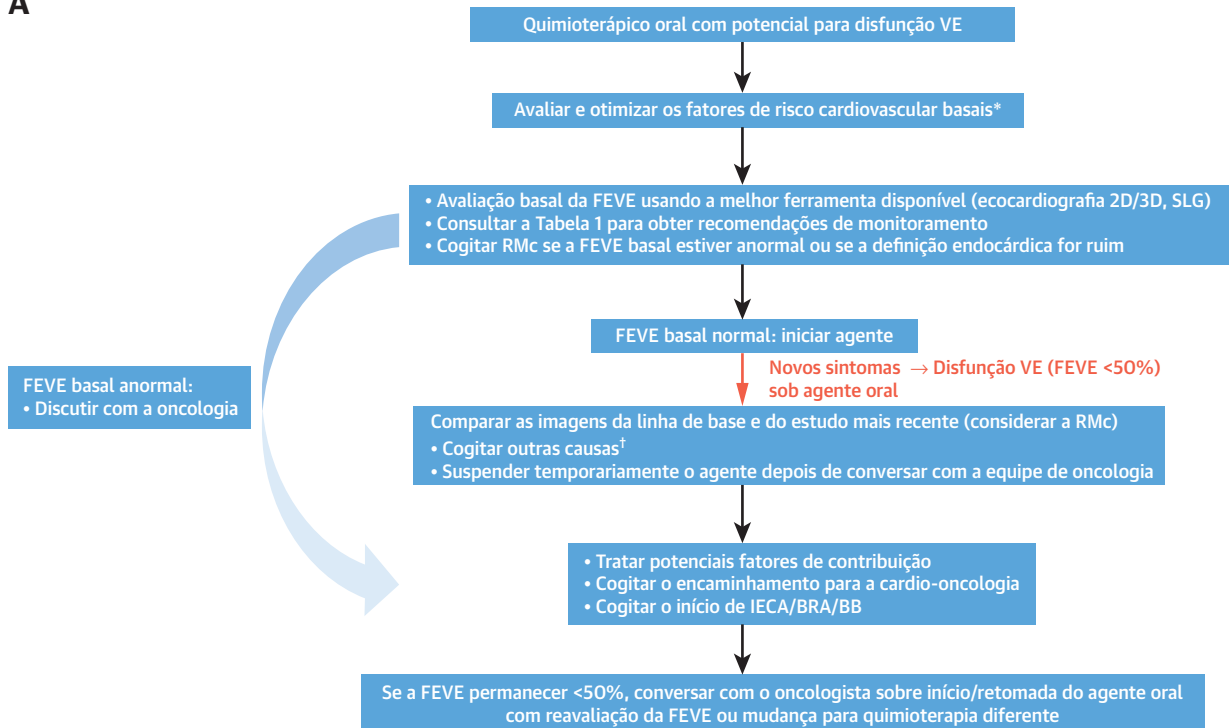 A
Quimioterápico oral com potencial para disfunção VE
Avaliar e otimizar os fatores de risco cardiovascular basais*
• Avaliação basal da FEVE usando a melhor ferramenta disponível (ecocardiografia 2D/3D, SLG)
• Consultar a Tabela 1 para obter recomendações de monitoramento
• Cogitar RMc se a FEVE basal estiver anormal ou se a definição endocárdica for ruim
FEVE basal normal: iniciar agente
Novos sintomas → Disfunção VE (FEVE <50%)
sob agente oral
FEVE basal anormal:
• Discutir com a oncologia
Comparar as imagens da linha de base e do estudo mais recente (considerar a RMc)
• Cogitar outras causas†
• Suspender temporariamente o agente depois de conversar com a equipe de oncologia
• Tratar potenciais fatores de contribuição
• Cogitar o encaminhamento para a cardio-oncologia
• Cogitar o início de IECA/BRA/BB
Se a FEVE permanecer <50%, conversar com o oncologista sobre início/retomada do agente oral
com reavaliação da FEVE ou mudança para quimioterapia diferente